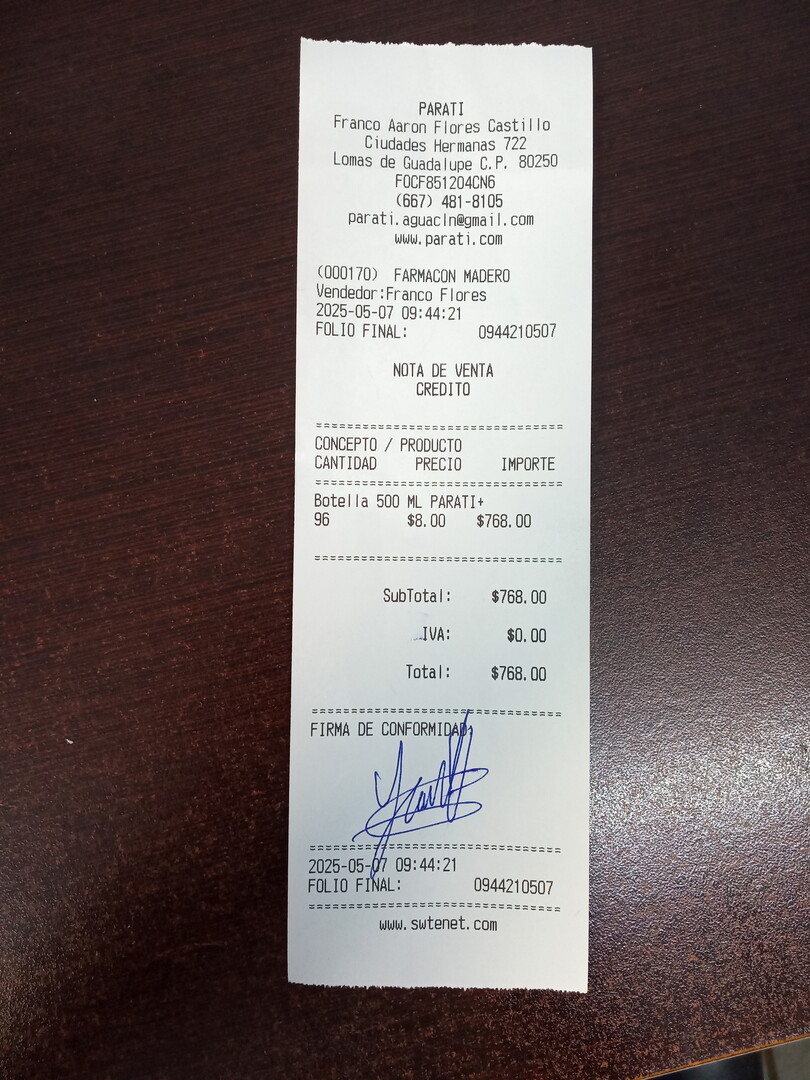 PARATI
Franco Aaron Flores Castillo
Ciudades Hermanas 722
Lomas de Guadalupe C.P. 80250
FOCF851204CN6
(667) 481-8105
parati.aguacln@gmail.com
www.parati.com
(000170) FARMACON MADERO
Vendedor:Franco Flores
2025-05-07 09:44:21
FOLIO FINAL: 0944210507
NOTA DE VENTA
CREDITO
================================
CONCEPTO / PRODUCTO
CANTIDAD PRECIO IMPORTE
================================
Botella 500 ML PARATI+
96 $8.00 $768.00
================================
SubTotal: $768.00
IVA: $0.00
Total: $768.00
================================
FIRMA DE CONFORMIDAD:
================================
2025-05-07 09:44:21
FOLIO FINAL: 0944210507
================================
www.swtenet.com